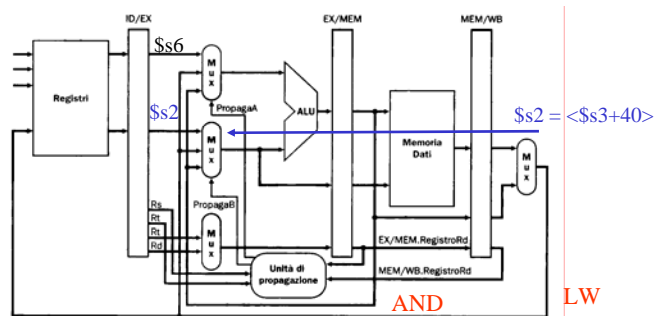 ID/EX
EX/MEM
MEM/WB
$s6
Mux
Registri
PropagaA
ALU
$s2
$s2 = <$s3+40>
Mux
Memoria
Dati
Mux
PropagaB
Rs
Rt
Rt
Rd
Mux
EX/MEM.RegistroRd
Unità di
propagazione
MEM/WB.RegistroRd
AND
LW